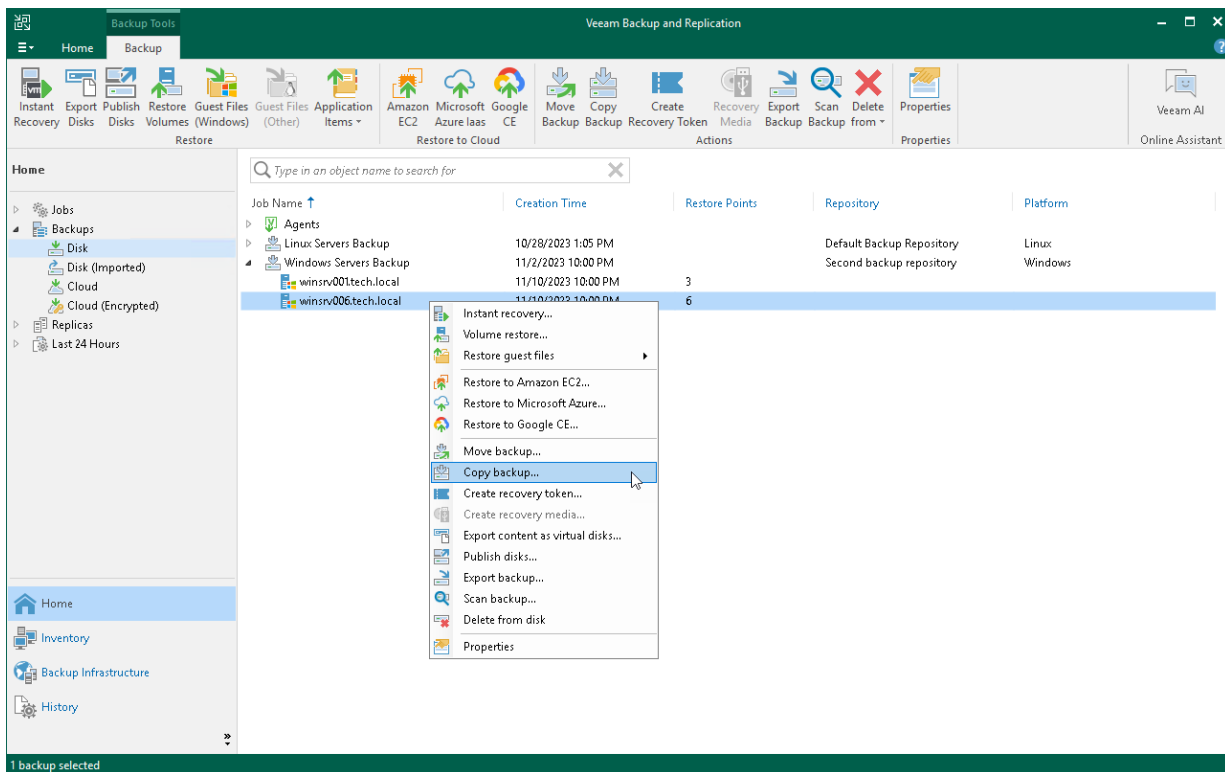 Backup Tools
Veeam Backup and Replication
Home Backup
Instant Recovery
Export Disks
Publish Disks
Restore Volumes
Guest Files (Windows)
Guest Files (Other)
Application Items
Amazon EC2
Microsoft Azure Iaas
Google CE
Move Backup
Copy Backup
Create Recovery Token
Recovery Media
Export Backup
Scan Backup
Delete from
Properties
Veeam AI
Restore
Restore to Cloud
Actions
Properties
Online Assistant
Home
Type in an object name to search for
Jobs
Backups
Disk
Disk (Imported)
Cloud
Cloud (Encrypted)
Replicas
Last 24 Hours
Job Name Creation Time Restore Points Repository Platform
Agents
Linux Servers Backup 10/28/2023 1:05 PM Default Backup Repository Linux
Windows Servers Backup 11/2/2023 10:00 PM Second backup repository Windows
winsrv001.tech.local 11/10/2023 10:00 PM 3
winsrv006.tech.local 11/10/2023 10:00 PM 6
Instant recovery...
Volume restore...
Restore guest files
Restore to Amazon EC2...
Restore to Microsoft Azure...
Restore to Google CE...
Move backup...
Copy backup...
Create recovery token...
Create recovery media...
Export content as virtual disks...
Publish disks...
Export backup...
Scan backup...
Delete from disk
Properties
Home
Inventory
Backup Infrastructure
History
1 backup selected